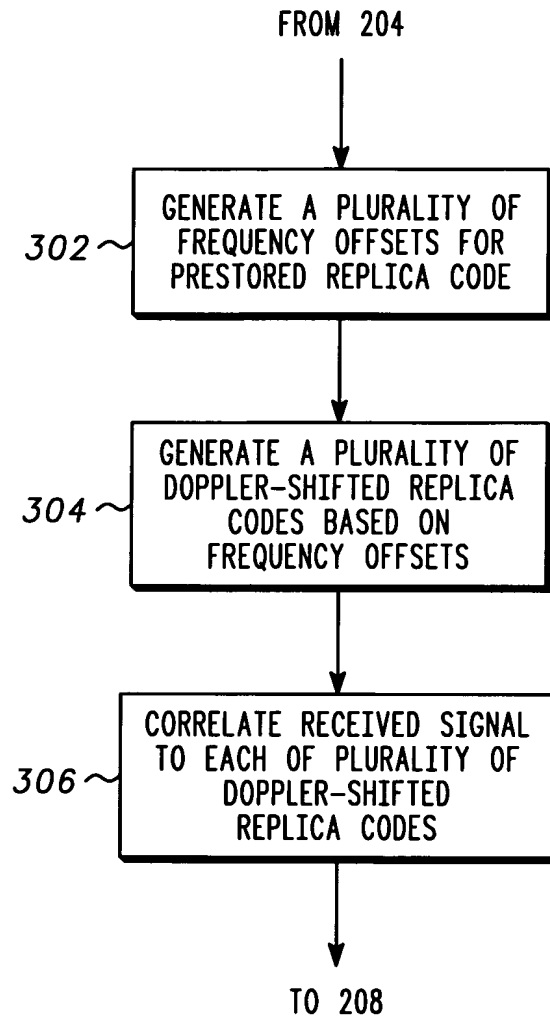 FROM 204
302
GENERATE A PLURALITY OF
FREQUENCY OFFSETS FOR
PRESTORED REPLICA CODE
304
GENERATE A PLURALITY OF
DOPPLER-SHIFTED REPLICA
CODES BASED ON
FREQUENCY OFFSETS
306
CORRELATE RECEIVED SIGNAL
TO EACH OF PLURALITY OF
DOPPLER-SHIFTED
REPLICA CODES
TO 208